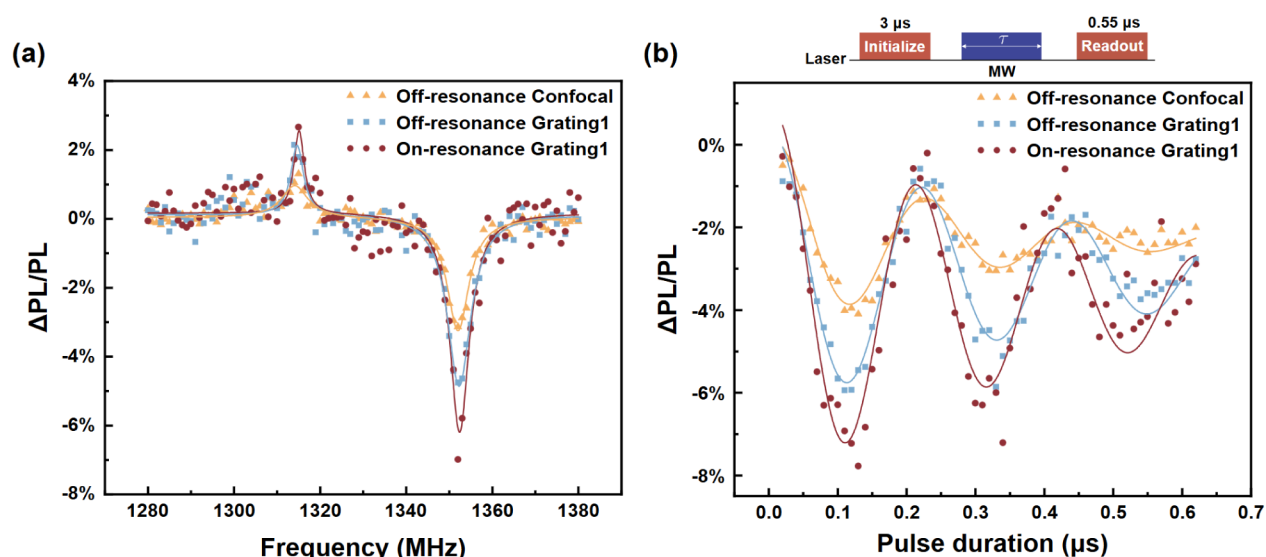 (a)
4%
2%
0%
-2%
-4%
-6%
-8%
ΔPL/PL
Off-resonance Confocal
Off-resonance Grating1
On-resonance Grating1
1280
1300
1320
1340
1360
1380
Frequency (MHz)
(b)
3 μs
0.55 μs
Laser
Initialize
τ
Readout
MW
0%
-2%
-4%
-6%
-8%
ΔPL/PL
Off-resonance Confocal
Off-resonance Grating1
On-resonance Grating1
0.0
0.1
0.2
0.3
0.4
0.5
0.6
0.7
Pulse duration (μs)